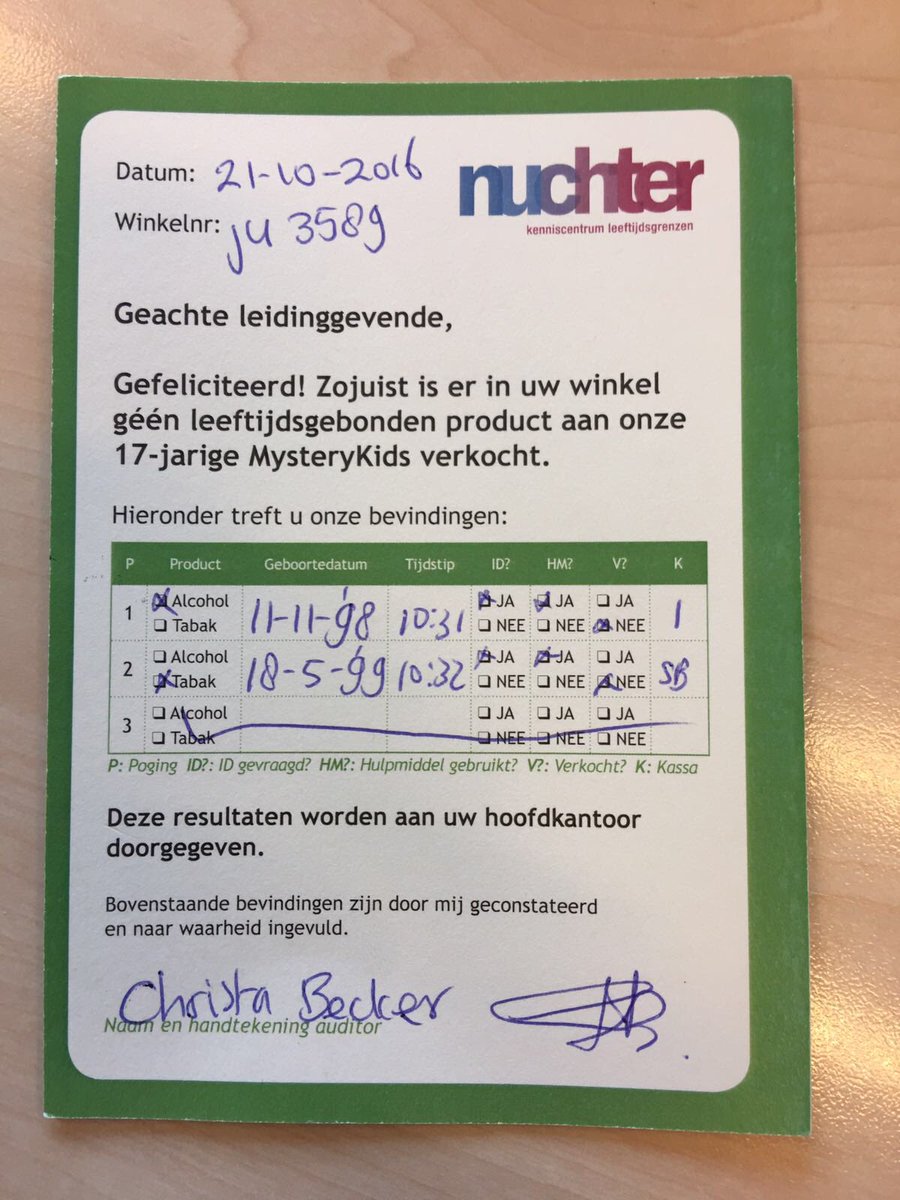 Datum: 21-10-2016
nuchter
kenniscentrum leeftijdsgrenzen
Winkelnr: ju 3589
Geachte leidinggevende,
Gefeliciteerd! Zojuist is er in uw winkel
géén leeftijdsgebonden product aan onze
17-jarige MysteryKids verkocht.
Hieronder treft u onze bevindingen:
P Product Geboortedatum Tijdstip ID? HM? V? K
1 Alcohol 11-11-'98 10:31 JA JA JA 1
Tabak NEE NEE NEE
2 Alcohol 18-5-'99 10:32 JA JA JA SB
Tabak NEE NEE NEE
3 Alcohol JA JA JA
Tabak NEE NEE NEE
P: Poging ID?: ID gevraagd? HM?: Hulpmiddel gebruikt? V?: Verkocht? K: Kassa
Deze resultaten worden aan uw hoofdkantoor
doorgegeven.
Bovenstaande bevindingen zijn door mij geconstateerd
en naar waarheid ingevuld.
Christa Becker
Naam en handtekening auditor